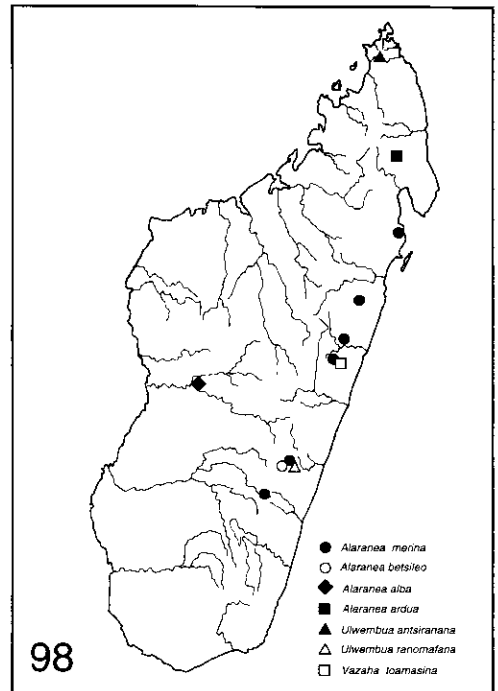 Alaranea merina
Alaranea betsileo
Alaranea alba
Alaranea ardua
Ulwembua antsiranana
Ulwembua ranomafana
Vazaha toamasina
98